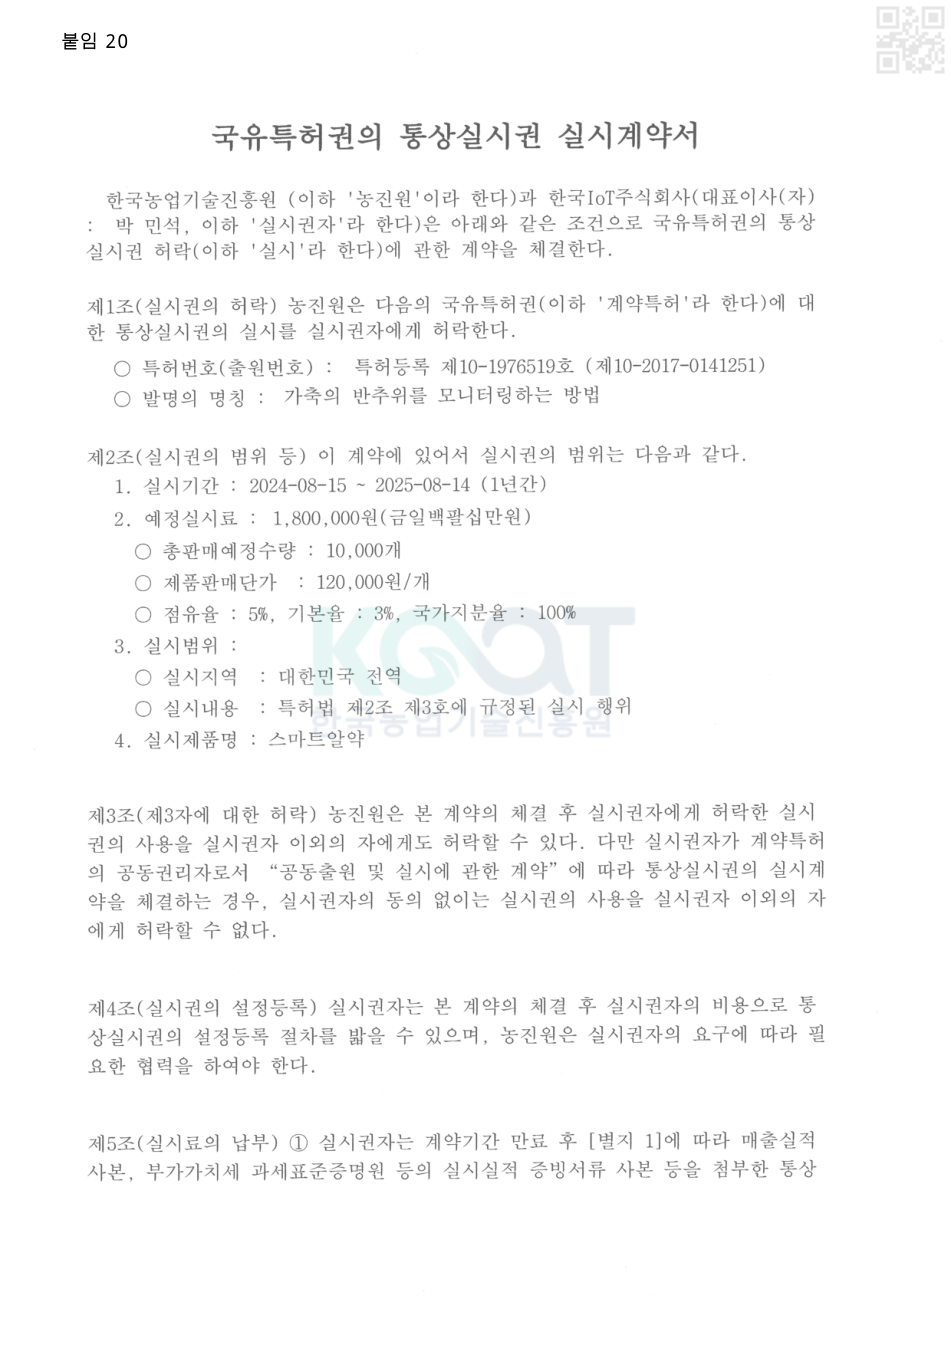 붙임 20
국유특허권의 통상실시권 실시계약서
한국농업기술진흥원 (이하 '농진원'이라 한다)과 한국IoT주식회사(대표이사(자)
: 박 민석, 이하 '실시권자'라 한다)은 아래와 같은 조건으로 국유특허권의 통상
실시권 허락(이하 '실시'라 한다)에 관한 계약을 체결한다.
제1조(실시권의 허락) 농진원은 다음의 국유특허권(이하 '계약특허'라 한다)에 대
한 통상실시권의 실시를 실시권자에게 허락한다.
○ 특허번호(출원번호) : 특허등록 제10-1976519호 (제10-2017-0141251)
○ 발명의 명칭 : 가축의 반추위를 모니터링하는 방법
제2조(실시권의 범위 등) 이 계약에 있어서 실시권의 범위는 다음과 같다.
1. 실시기간 : 2024-08-15 ~ 2025-08-14 (1년간)
2. 예정실시료 : 1,800,000원(금일백팔십만원)
○ 총판매예정수량 : 10,000개
○ 제품판매단가 : 120,000원/개
○ 점유율 : 5%, 기본율 : 3%, 국가지분율 : 100%
3. 실시범위 :
○ 실시지역 : 대한민국 전역
○ 실시내용 : 특허법 제2조 제3호에 규정된 실시 행위
4. 실시제품명 : 스마트알약
KOAT
한국농업기술진흥원
제3조(제3자에 대한 허락) 농진원은 본 계약의 체결 후 실시권자에게 허락한 실시
권의 사용을 실시권자 이외의 자에게도 허락할 수 있다. 다만 실시권자가 계약특허
의 공동권리자로서 “공동출원 및 실시에 관한 계약”에 따라 통상실시권의 실시계
약을 체결하는 경우, 실시권자의 동의 없이는 실시권의 사용을 실시권자 이외의 자
에게 허락할 수 없다.
제4조(실시권의 설정등록) 실시권자는 본 계약의 체결 후 실시권자의 비용으로 통
상실시권의 설정등록 절차를 밟을 수 있으며, 농진원은 실시권자의 요구에 따라 필
요한 협력을 하여야 한다.
제5조(실시료의 납부) ① 실시권자는 계약기간 만료 후 [별지 1]에 따라 매출실적
사본, 부가가치세 과세표준증명원 등의 실시실적 증빙서류 사본 등을 첨부한 통상